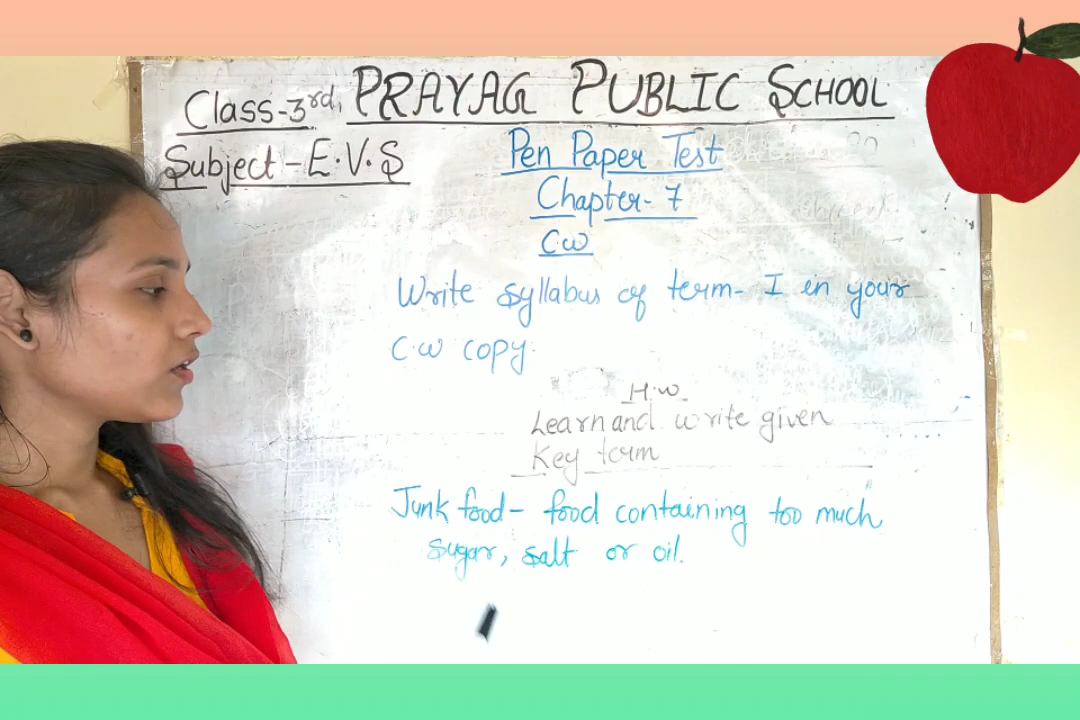 Class-3rd, PRAYAG PUBLIC SCHOOL
Subject - E.V.S
Pen Paper Test
Chapter- 7
C.W
Write syllabus of term- I in your
C.W COPY.
H.W.
Learn and write given
Key term
Junk food - food containing too much
sugar, salt or oil.